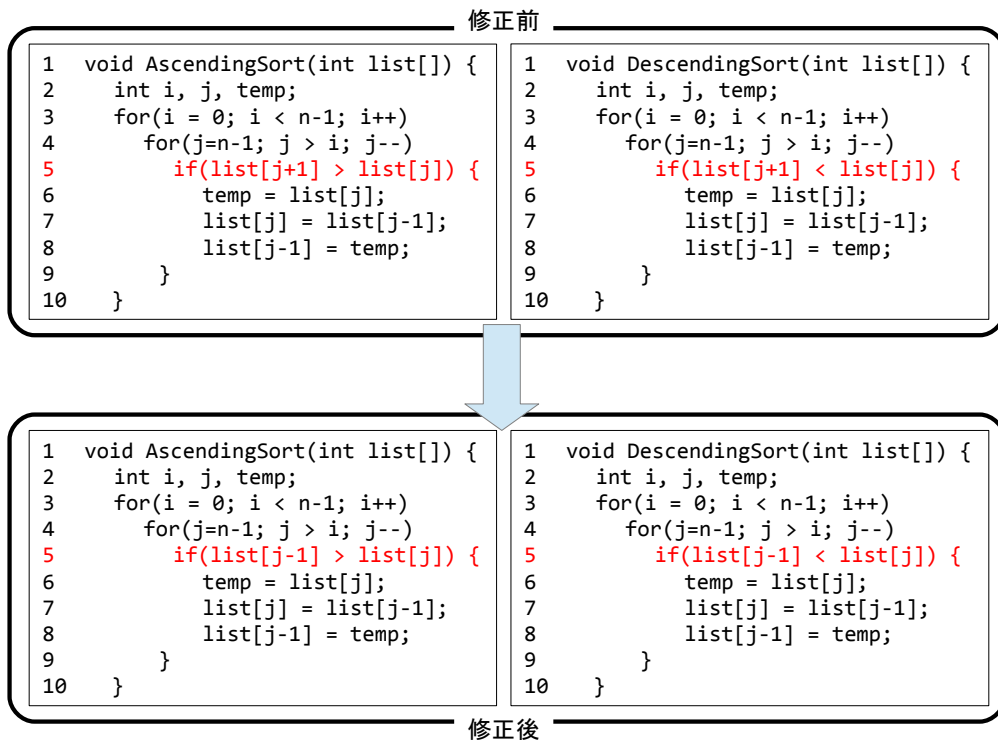 修正前
1 void AscendingSort(int list[]) {
2 int i, j, temp;
3 for(i = 0; i < n-1; i++)
4 for(j=n-1; j > i; j--)
5 if(list[j+1] > list[j]) {
6 temp = list[j];
7 list[j] = list[j-1];
8 list[j-1] = temp;
9 }
10 }
1 void DescendingSort(int list[]) {
2 int i, j, temp;
3 for(i = 0; i < n-1; i++)
4 for(j=n-1; j > i; j--)
5 if(list[j+1] < list[j]) {
6 temp = list[j];
7 list[j] = list[j-1];
8 list[j-1] = temp;
9 }
10 }
1 void AscendingSort(int list[]) {
2 int i, j, temp;
3 for(i = 0; i < n-1; i++)
4 for(j=n-1; j > i; j--)
5 if(list[j-1] > list[j]) {
6 temp = list[j];
7 list[j] = list[j-1];
8 list[j-1] = temp;
9 }
10 }
1 void DescendingSort(int list[]) {
2 int i, j, temp;
3 for(i = 0; i < n-1; i++)
4 for(j=n-1; j > i; j--)
5 if(list[j-1] < list[j]) {
6 temp = list[j];
7 list[j] = list[j-1];
8 list[j-1] = temp;
9 }
10 }
修正後